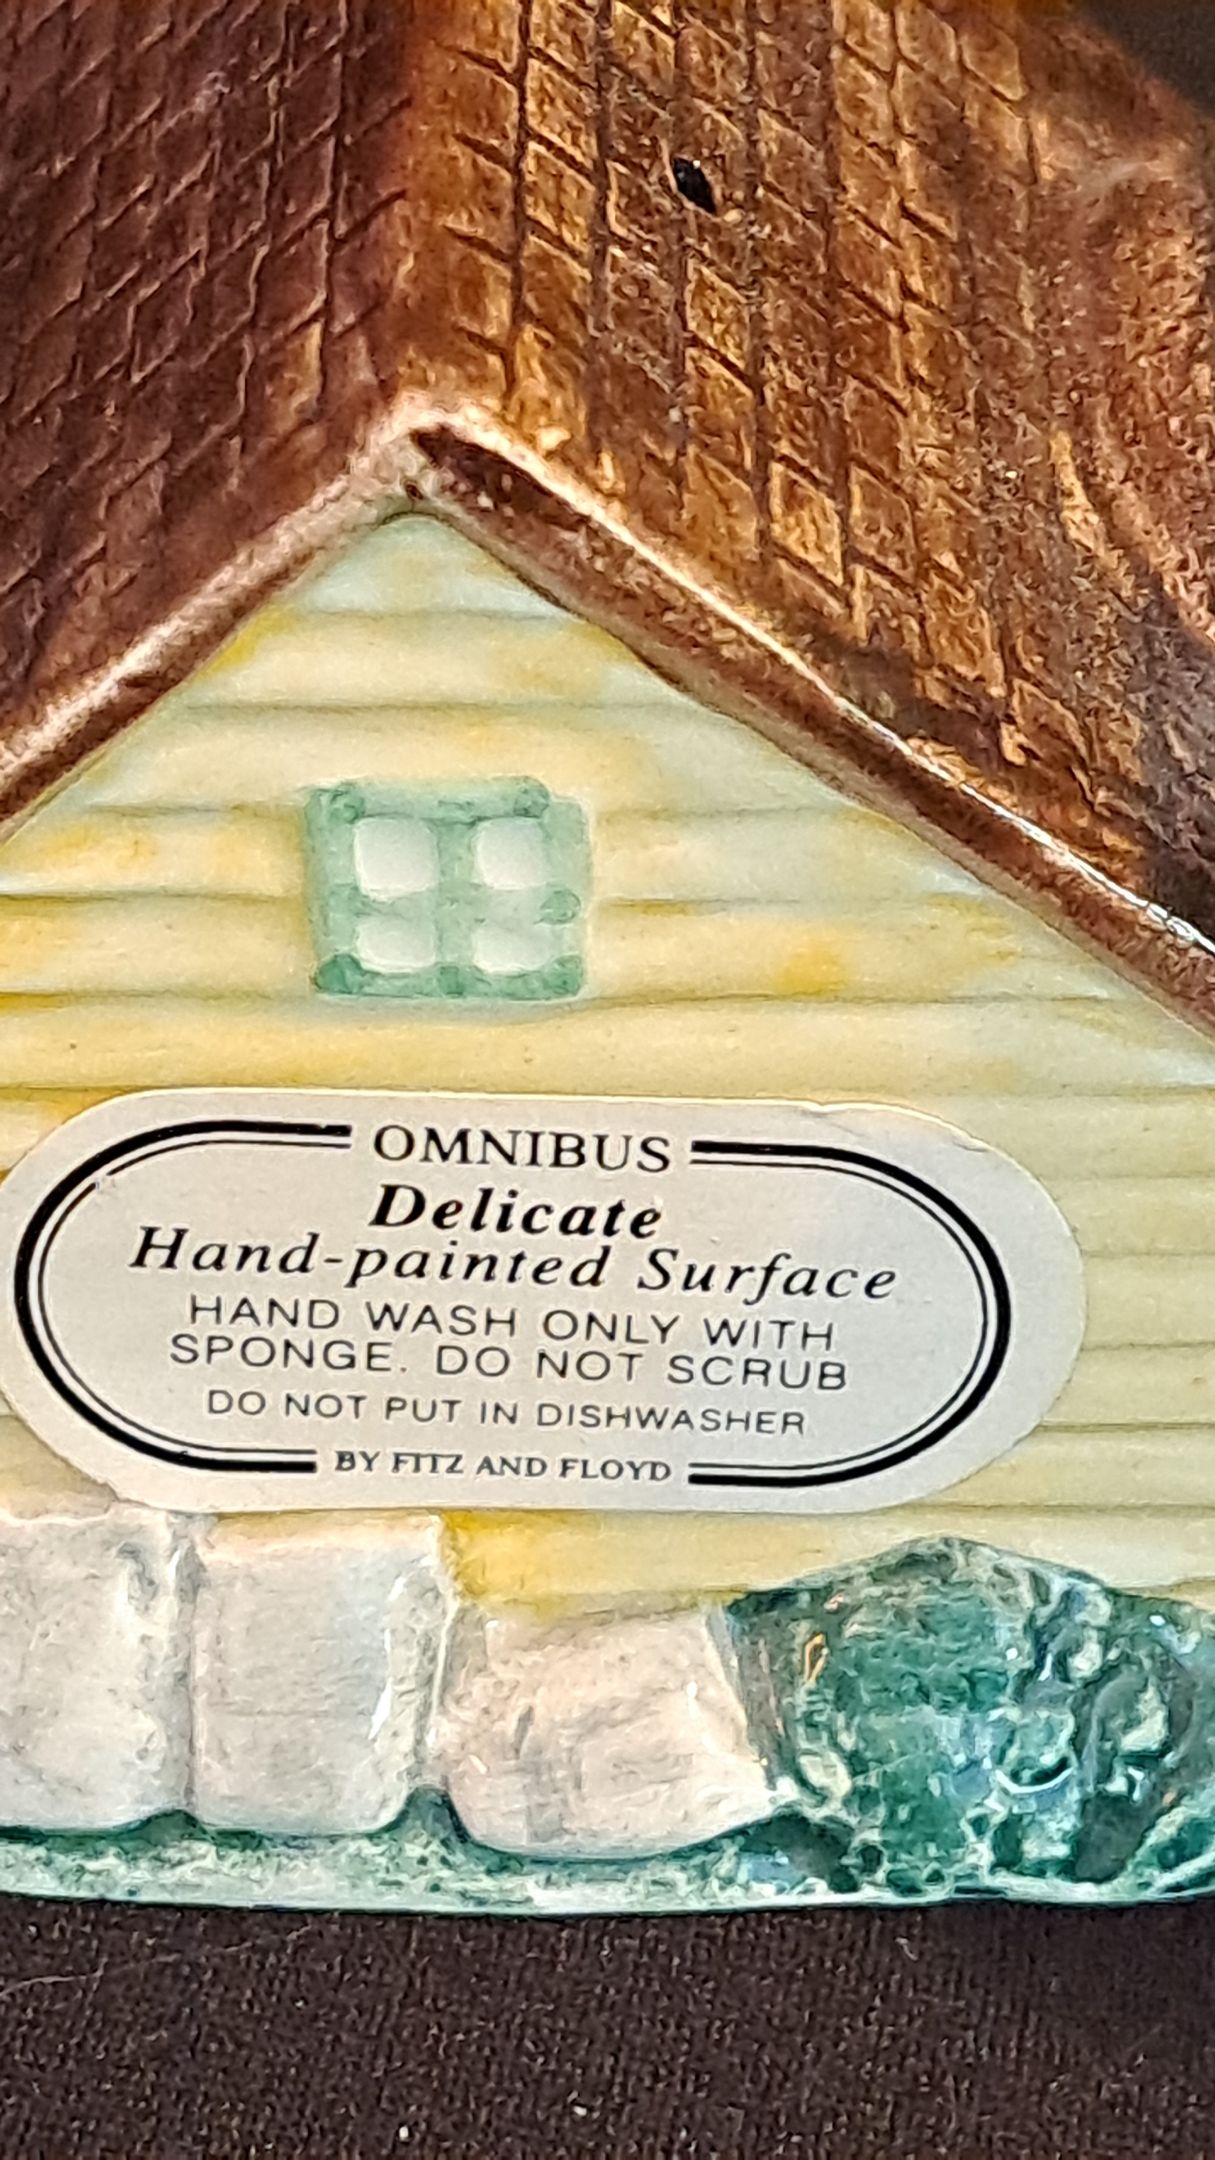 OMNIBUS
Delicate
Hand-painted Surface
HAND WASH ONLY WITH
SPONGE. DO NOT SCRUB
DO NOT PUT IN DISHWASHER
BY FITZ AND FLOYD